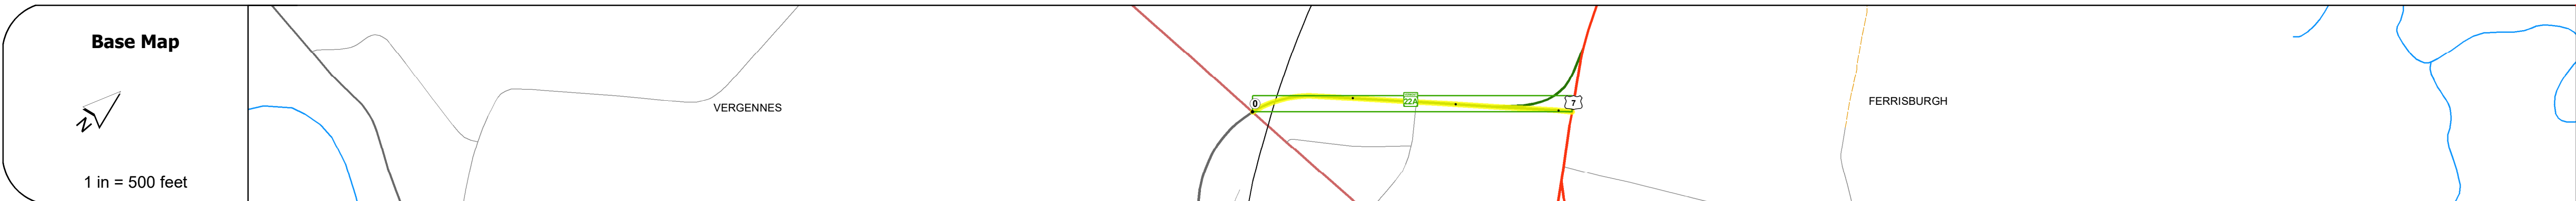 Base Map
N
1 in = 500 feet
VERGENNES
0
22A
7
FERRISBURGH